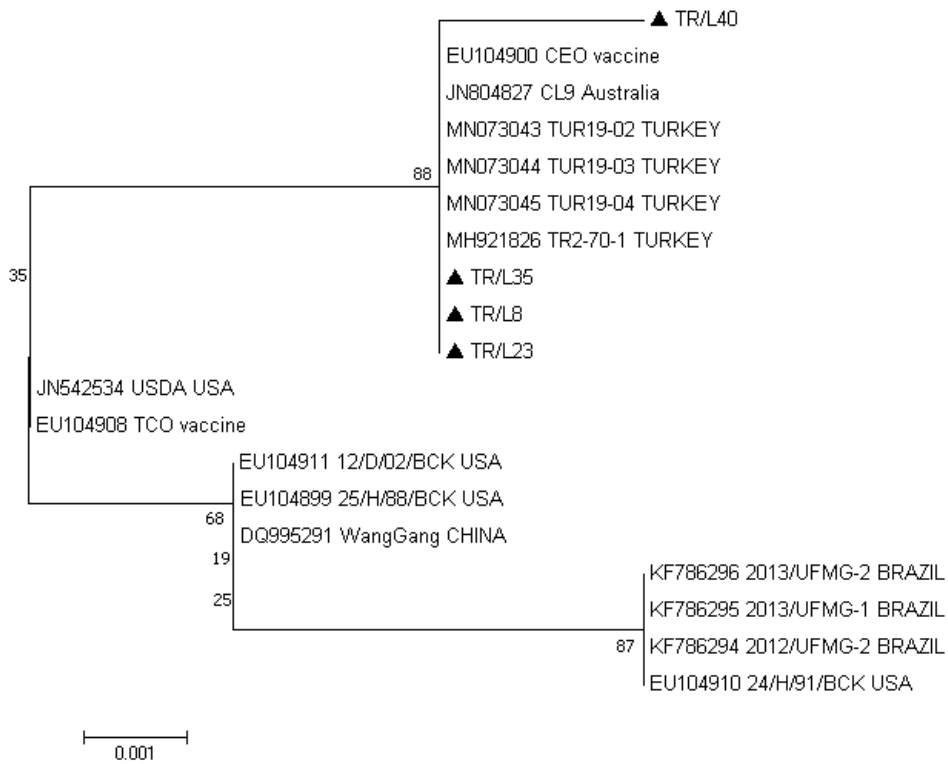 ▲ TR/L40
EU104900 CEO vaccine
JN804827 CL9 Australia
MN073043 TUR19-02 TURKEY
MN073044 TUR19-03 TURKEY
88
MN073045 TUR19-04 TURKEY
MH921826 TR2-70-1 TURKEY
35
▲ TR/L35
▲ TR/L8
▲ TR/L23
JN542534 USDA USA
EU104908 TCO vaccine
EU104911 12/D/02/BCK USA
EU104899 25/H/88/BCK USA
68
DQ995291 WangGang CHINA
19
KF786296 2013/UFMG-2 BRAZIL
25
KF786295 2013/UFMG-1 BRAZIL
87
KF786294 2012/UFMG-2 BRAZIL
EU104910 24/H/91/BCK USA
0.001